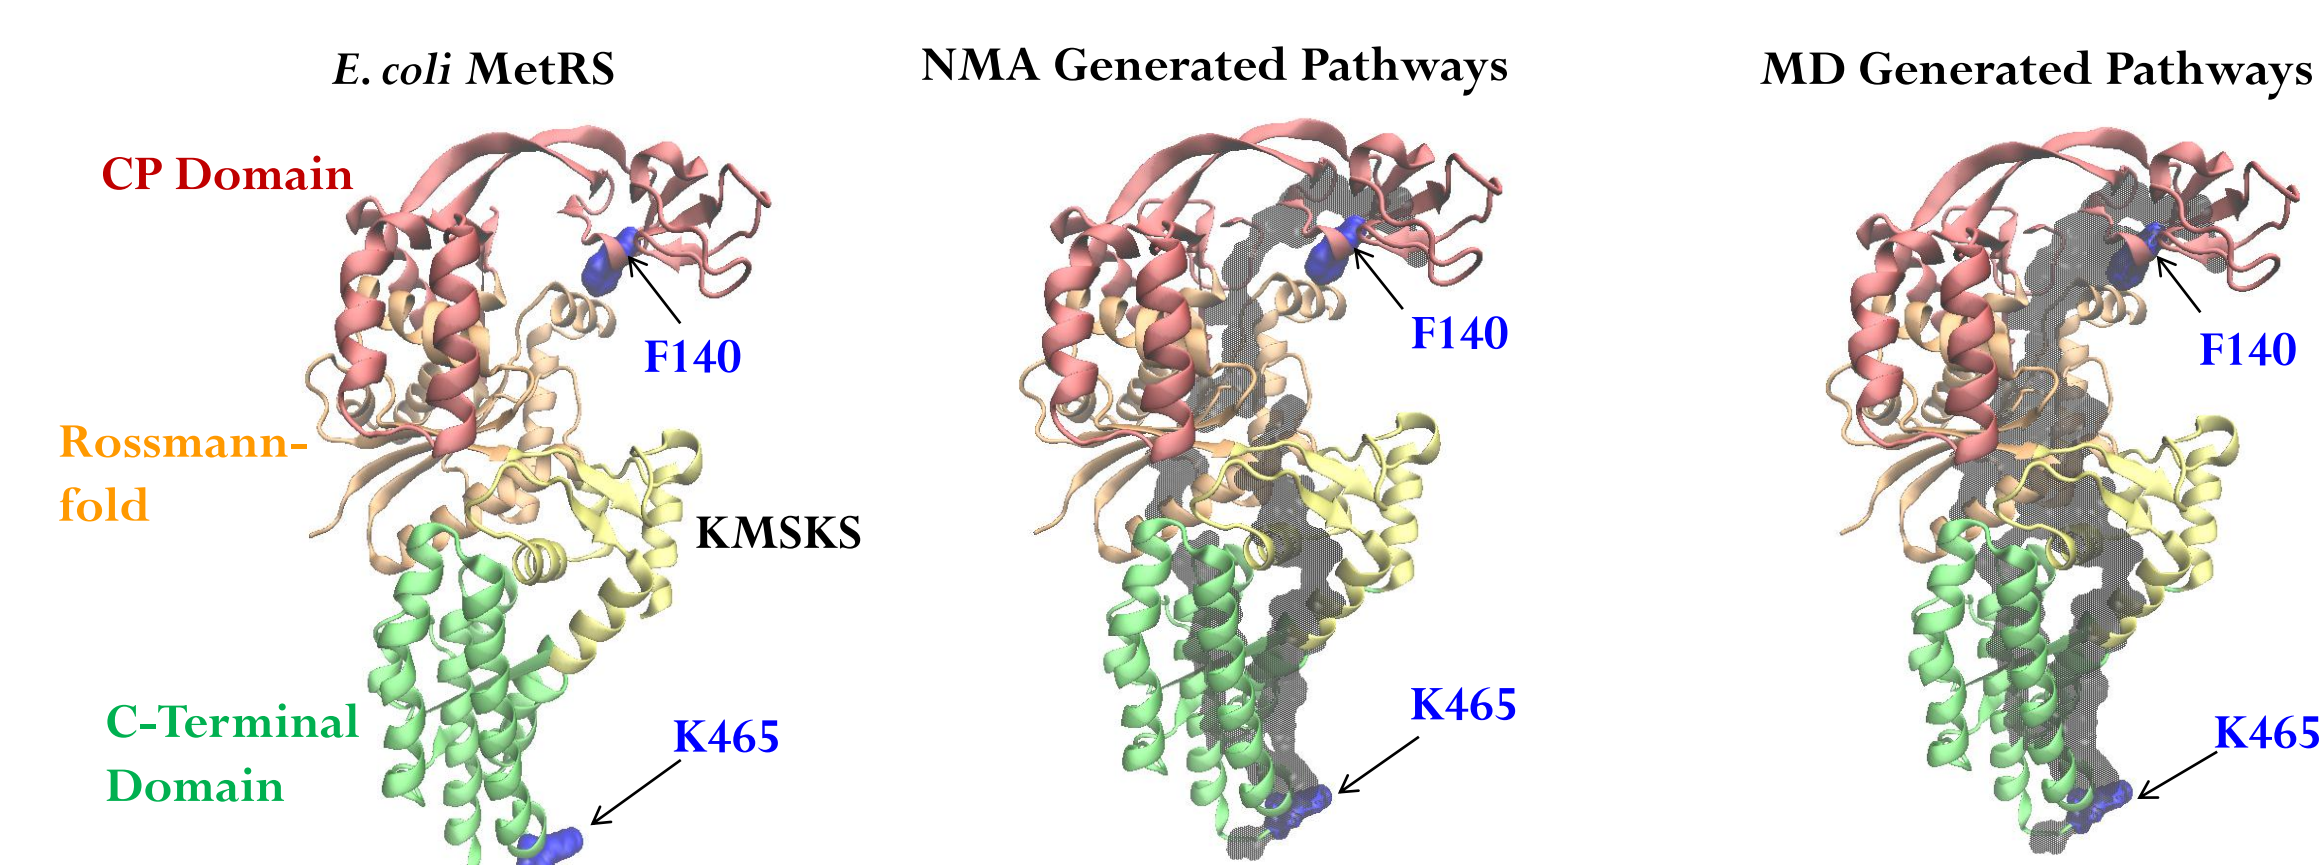 E. coli MetRS
CP Domain
F140
Rossmann-
fold
KMSKS
C-Terminal
Domain
K465
NMA Generated Pathways
F140
K465
MD Generated Pathways
F140
K465